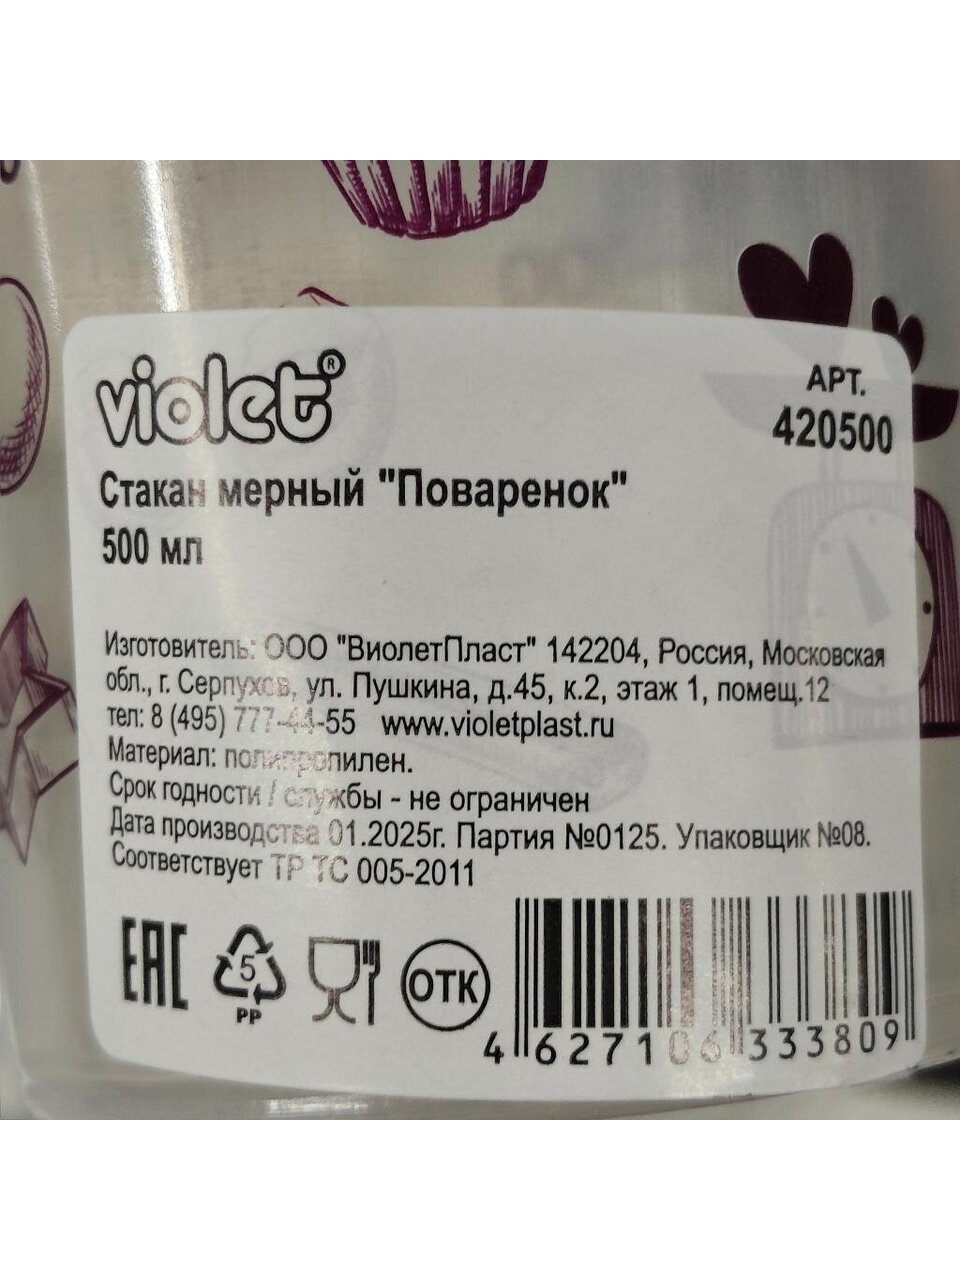 violet®
АРТ.
420500
Стакан мерный "Поваренок"
500 мл
Изготовитель: ООО "ВиолетПласт" 142204, Россия, Московская
обл., г. Серпухов, ул. Пушкина, д.45, к.2, этаж 1, помещ.12
тел: 8 (495) 777-44-55 www.violetplast.ru
Материал: полипропилен.
Срок годности / службы - не ограничен
Дата производства 01.2025г. Партия №0125. Упаковщик №08.
Соответствует ТР ТС 005-2011
EAC
5
PP
ОТК
4 627106 333809